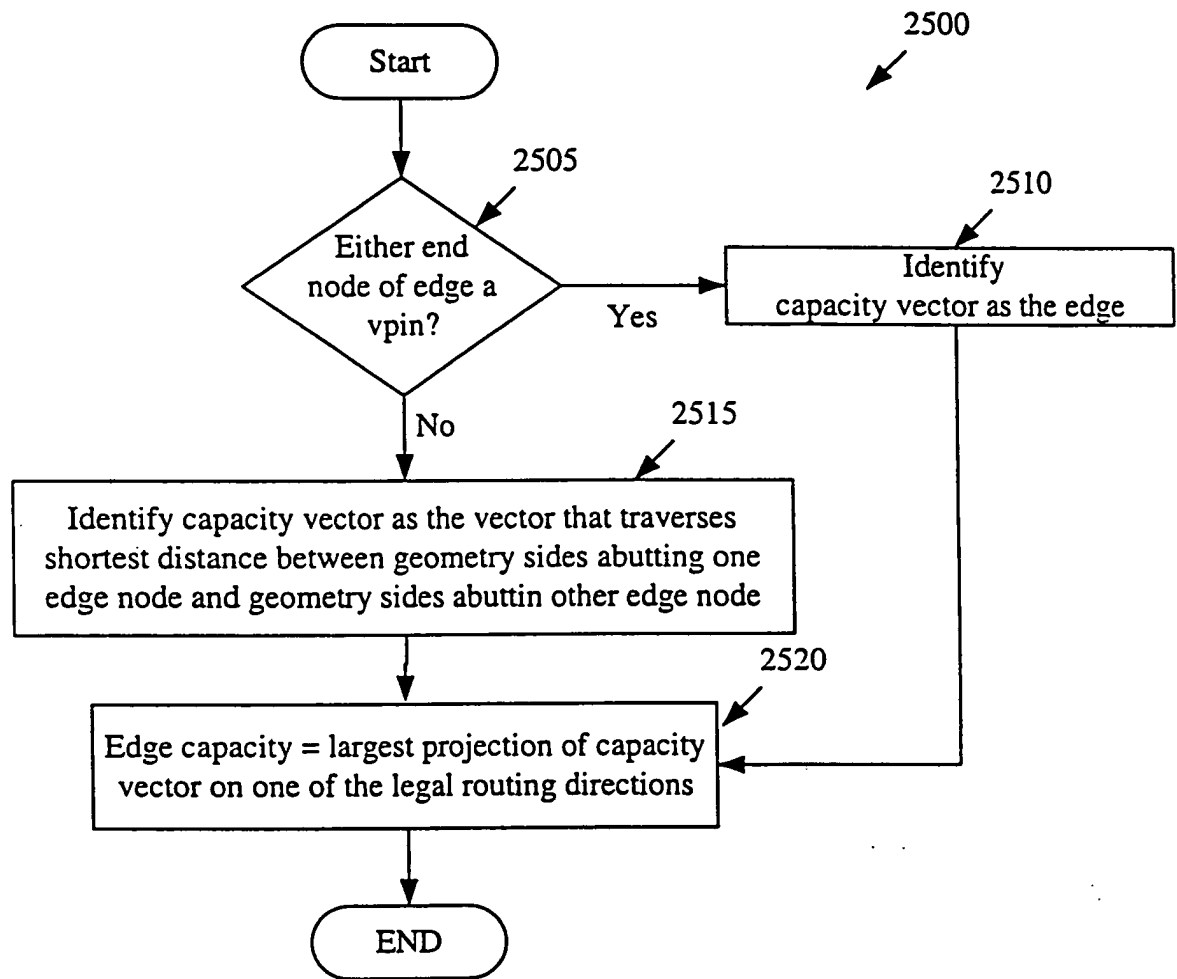 2500
Start
2505
Either end
node of edge a
vpin?
2510
Identify
capacity vector as the edge
Yes
No
2515
Identify capacity vector as the vector that traverses
shortest distance between geometry sides abutting one
edge node and geometry sides abuttin other edge node
2520
Edge capacity = largest projection of capacity
vector on one of the legal routing directions
END